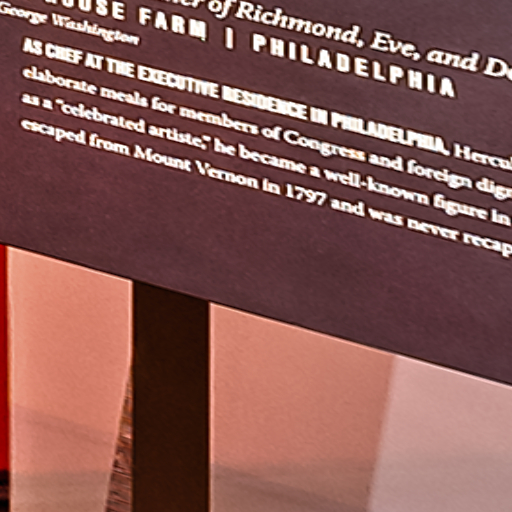 of Richmond, Eve, and
FARM | PHILADELPHIA
George Washington
AS CHEF AT THE EXECUTIVE RESIDENCE IN PHILADELPHIA,
elaborate meals for members of Congress and foreign
as a "celebrated artiste," he became a well-known figure in
escaped from Mount Vernon in 1797 and was never